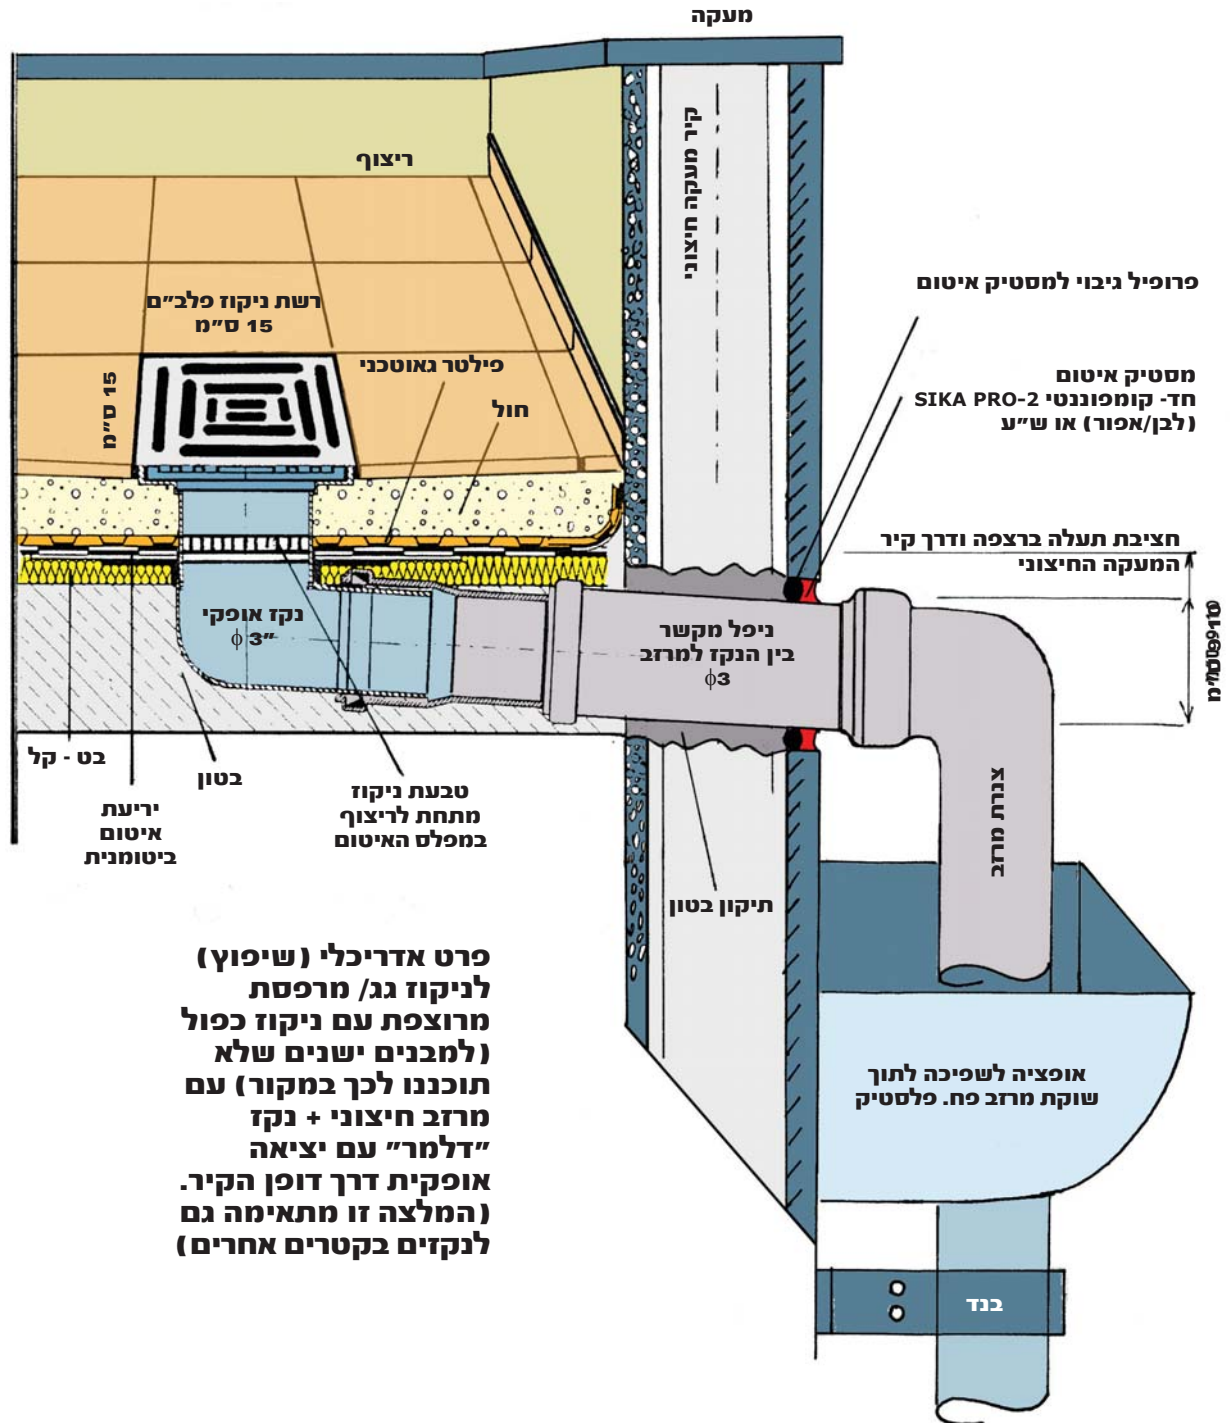 מעקה
קיר מעקה חיצוני
ריצוף
פרופיל גיבוי למסטיק איטום
רשת ניקוז פלב"ם
15 ס"מ
15 ס"מ
פילטר גאוטכני
חול
מסטיק איטום
חד- קומפוננטי SIKA PRO-2
(לבן/אפור) או ש"ע
חציבת תעלה ברצפה ודרך קיר
המעקה החיצוני
נקז אופקי
ϕ 3"
ניפל מקשר
בין הנקז למרזב
ϕ3
בט - קל
בטון
יריעת
איטום
ביטומנית
טבעת ניקוז
מתחת לריצוף
במפלס האיטום
צנרת מרזב
תיקון בטון
פרט אדריכלי (שיפוץ)
לניקוז גג/ מרפסת
מרוצפת עם ניקוז כפול
(למבנים ישנים שלא
תוכננו לכך במקור) עם
מרזב חיצוני + נקז
"דלמר" עם יציאה
אופקית דרך דופן הקיר.
(המלצה זו מתאימה גם
לנקזים בקטרים אחרים)
אופציה לשפיכה לתוך
שוקת מרזב פח. פלסטיק
בנד